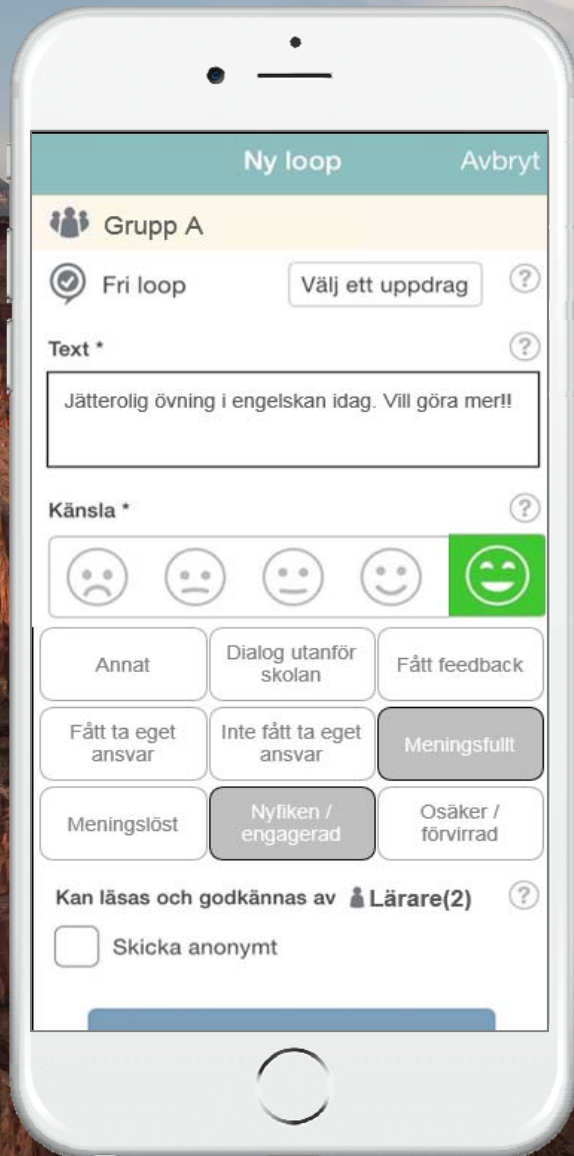 Ny loop Avbryt
Grupp A
Fri loop Välj ett uppdrag ?
Text * ?
Jätterolig övning i engelskan idag. Vill göra mer!!
Känsla * ?
Annat
Dialog utanför
skolan
Fått feedback
Fått ta eget
ansvar
Inte fått ta eget
ansvar
Meningsfullt
Meningslöst
Nyfiken /
engagerad
Osäker /
förvirrad
Kan läsas och godkännas av Lärare(2) ?
Skicka anonymt